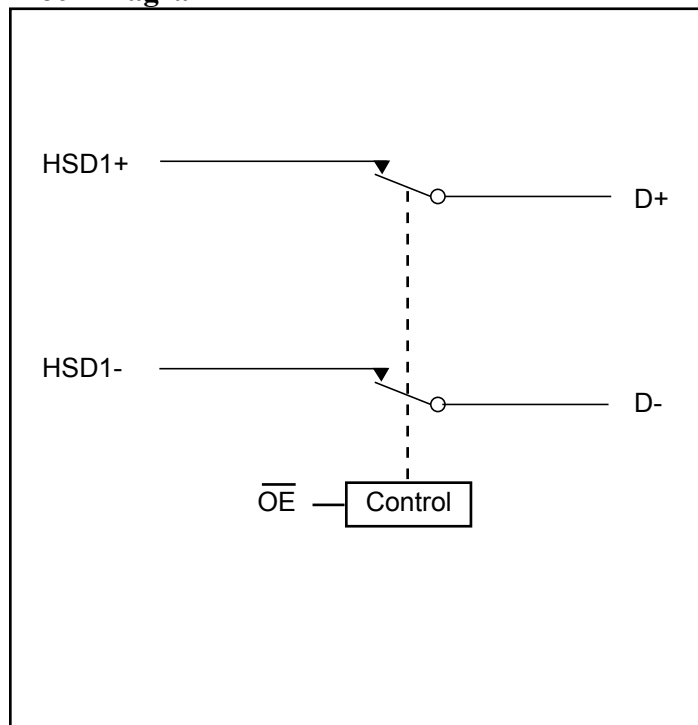 HSD1+
D+
HSD1-
D-
OE Control